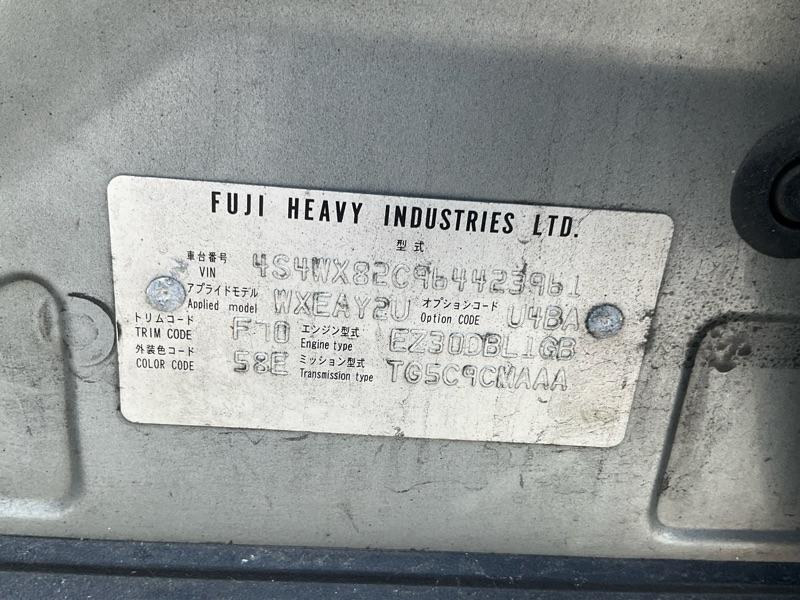 FUJI HEAVY INDUSTRIES LTD.
型式
車台番号 VIN 4S4WX82C964423961
アプライドモデル Applied model WXEAY2U オプションコード Option CODE U4BA
トリムコード TRIM CODE F70 エンジン型式 Engine type EZ30DBL1GB
外装色コード COLOR CODE 58E ミッション型式 Transmission type TG5C9CMAAA